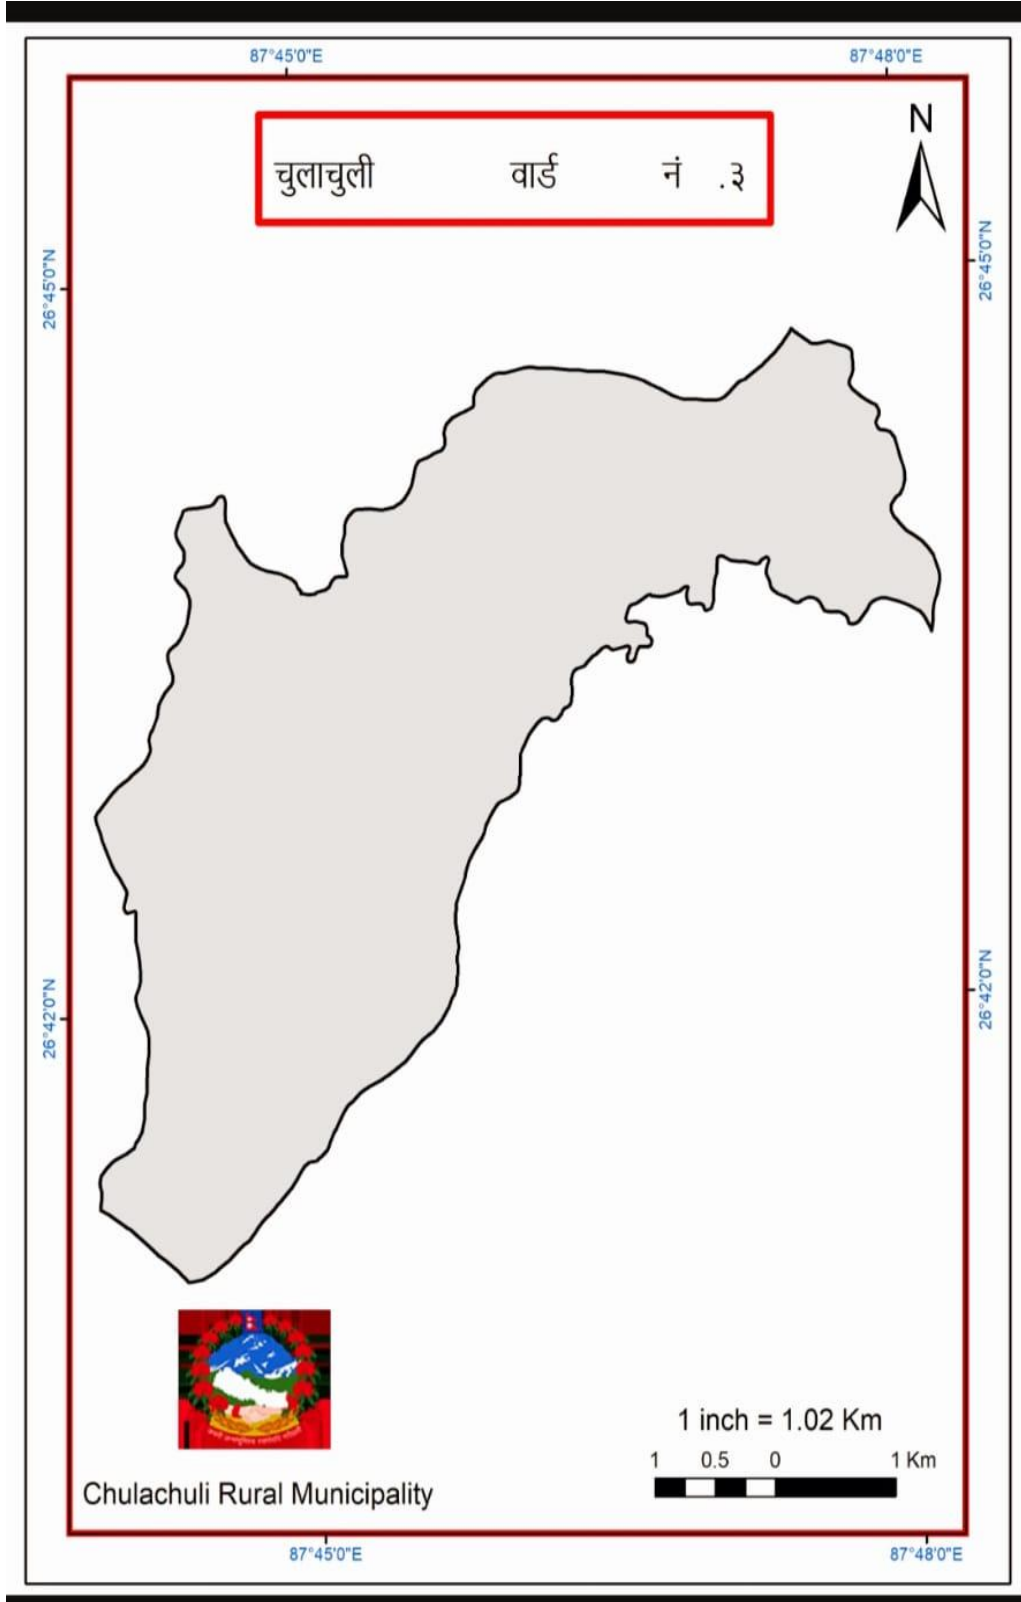 87°45'0"E 87°48'0"E
N
चुलाचुली वार्ड नं .३
26°45'0"N 26°45'0"N
26°42'0"N 26°42'0"N
1 inch = 1.02 Km
1 0.5 0 1 Km
Chulachuli Rural Municipality
87°45'0"E 87°48'0"E